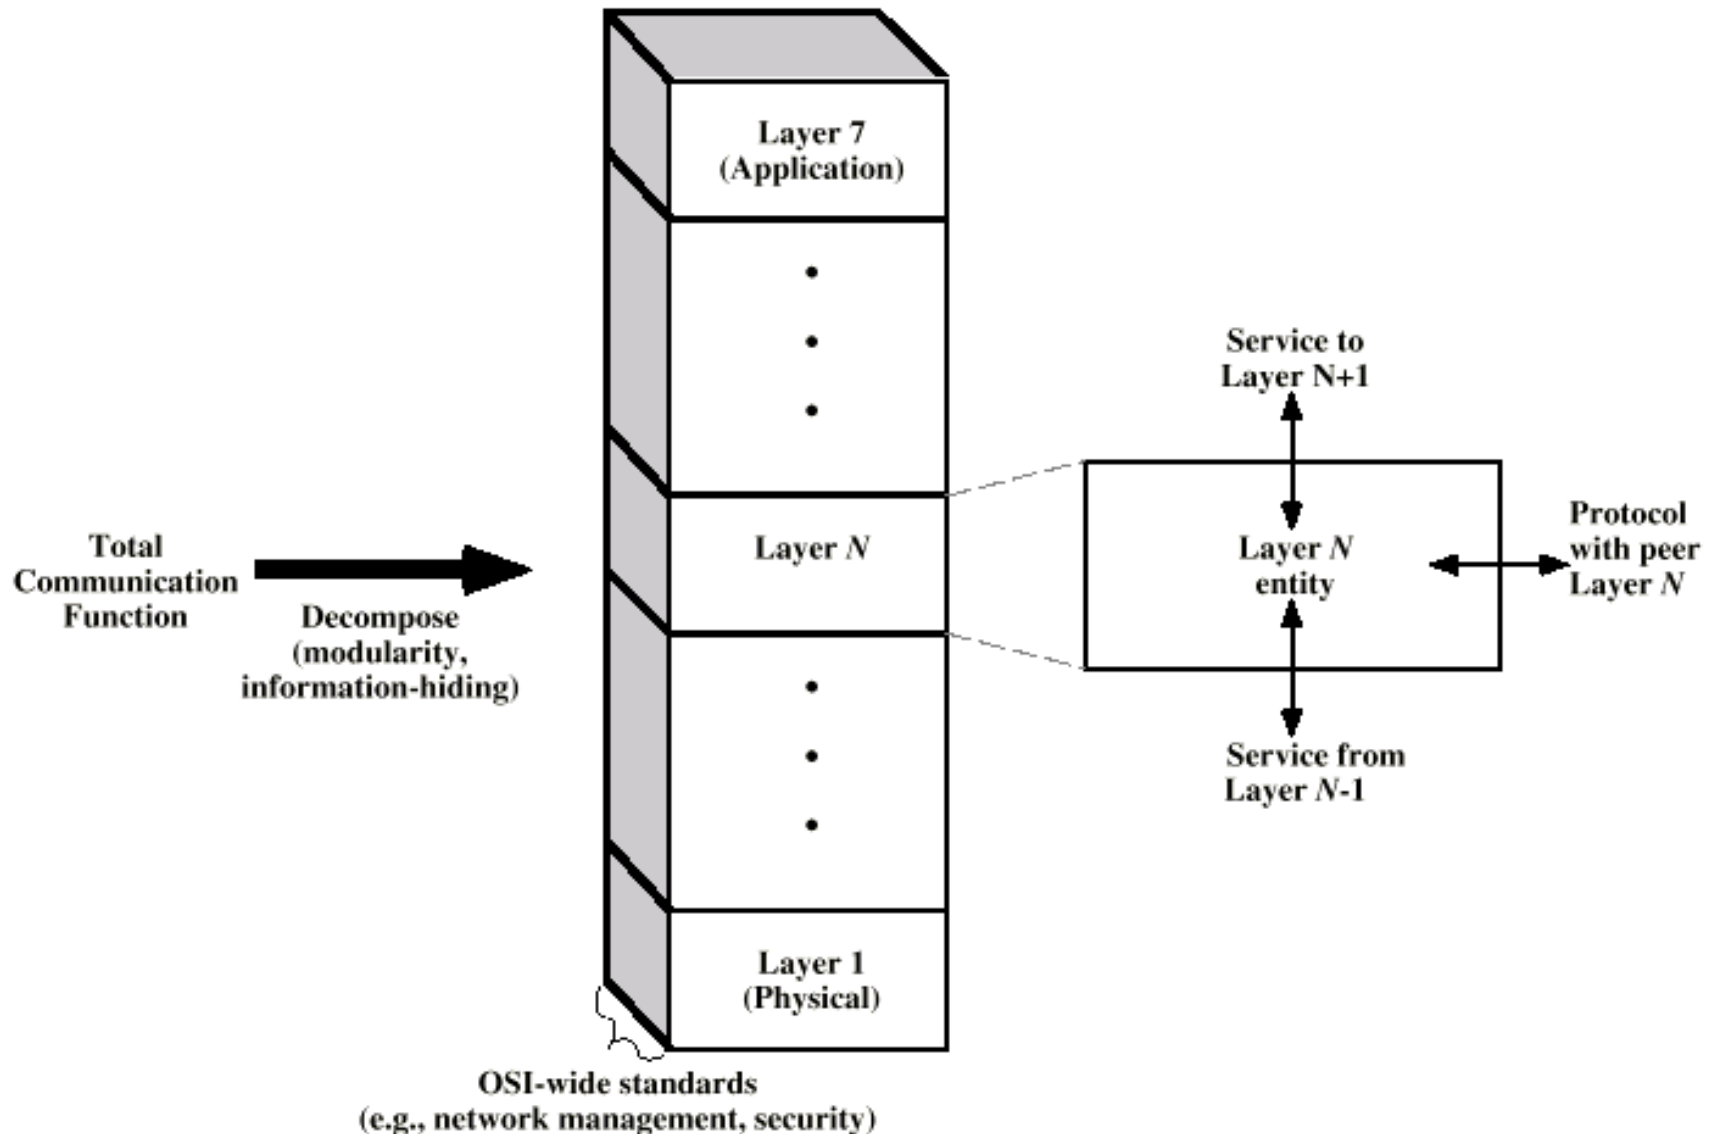 Layer 7
(Application)
Service to
Layer N+1
Total
Communication
Function
Decompose
(modularity,
information-hiding)
Layer N
Layer N
entity
Protocol
with peer
Layer N
Service from
Layer N-1
Layer 1
(Physical)
OSI-wide standards
(e.g., network management, security)